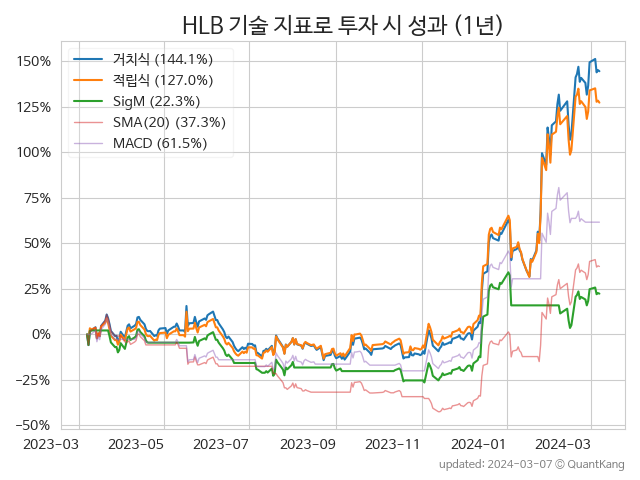 HLB 기술 지표로 투자 시 성과 (1년)
거치식 (144.1%)
적립식 (127.0%)
SigM (22.3%)
SMA(20) (37.3%)
MACD (61.5%)
150%
125%
100%
75%
50%
25%
0%
−25%
−50%
2023-03 2023-05 2023-07 2023-09 2023-11 2024-01 2024-03
updated: 2024-03-07 © QuantKang